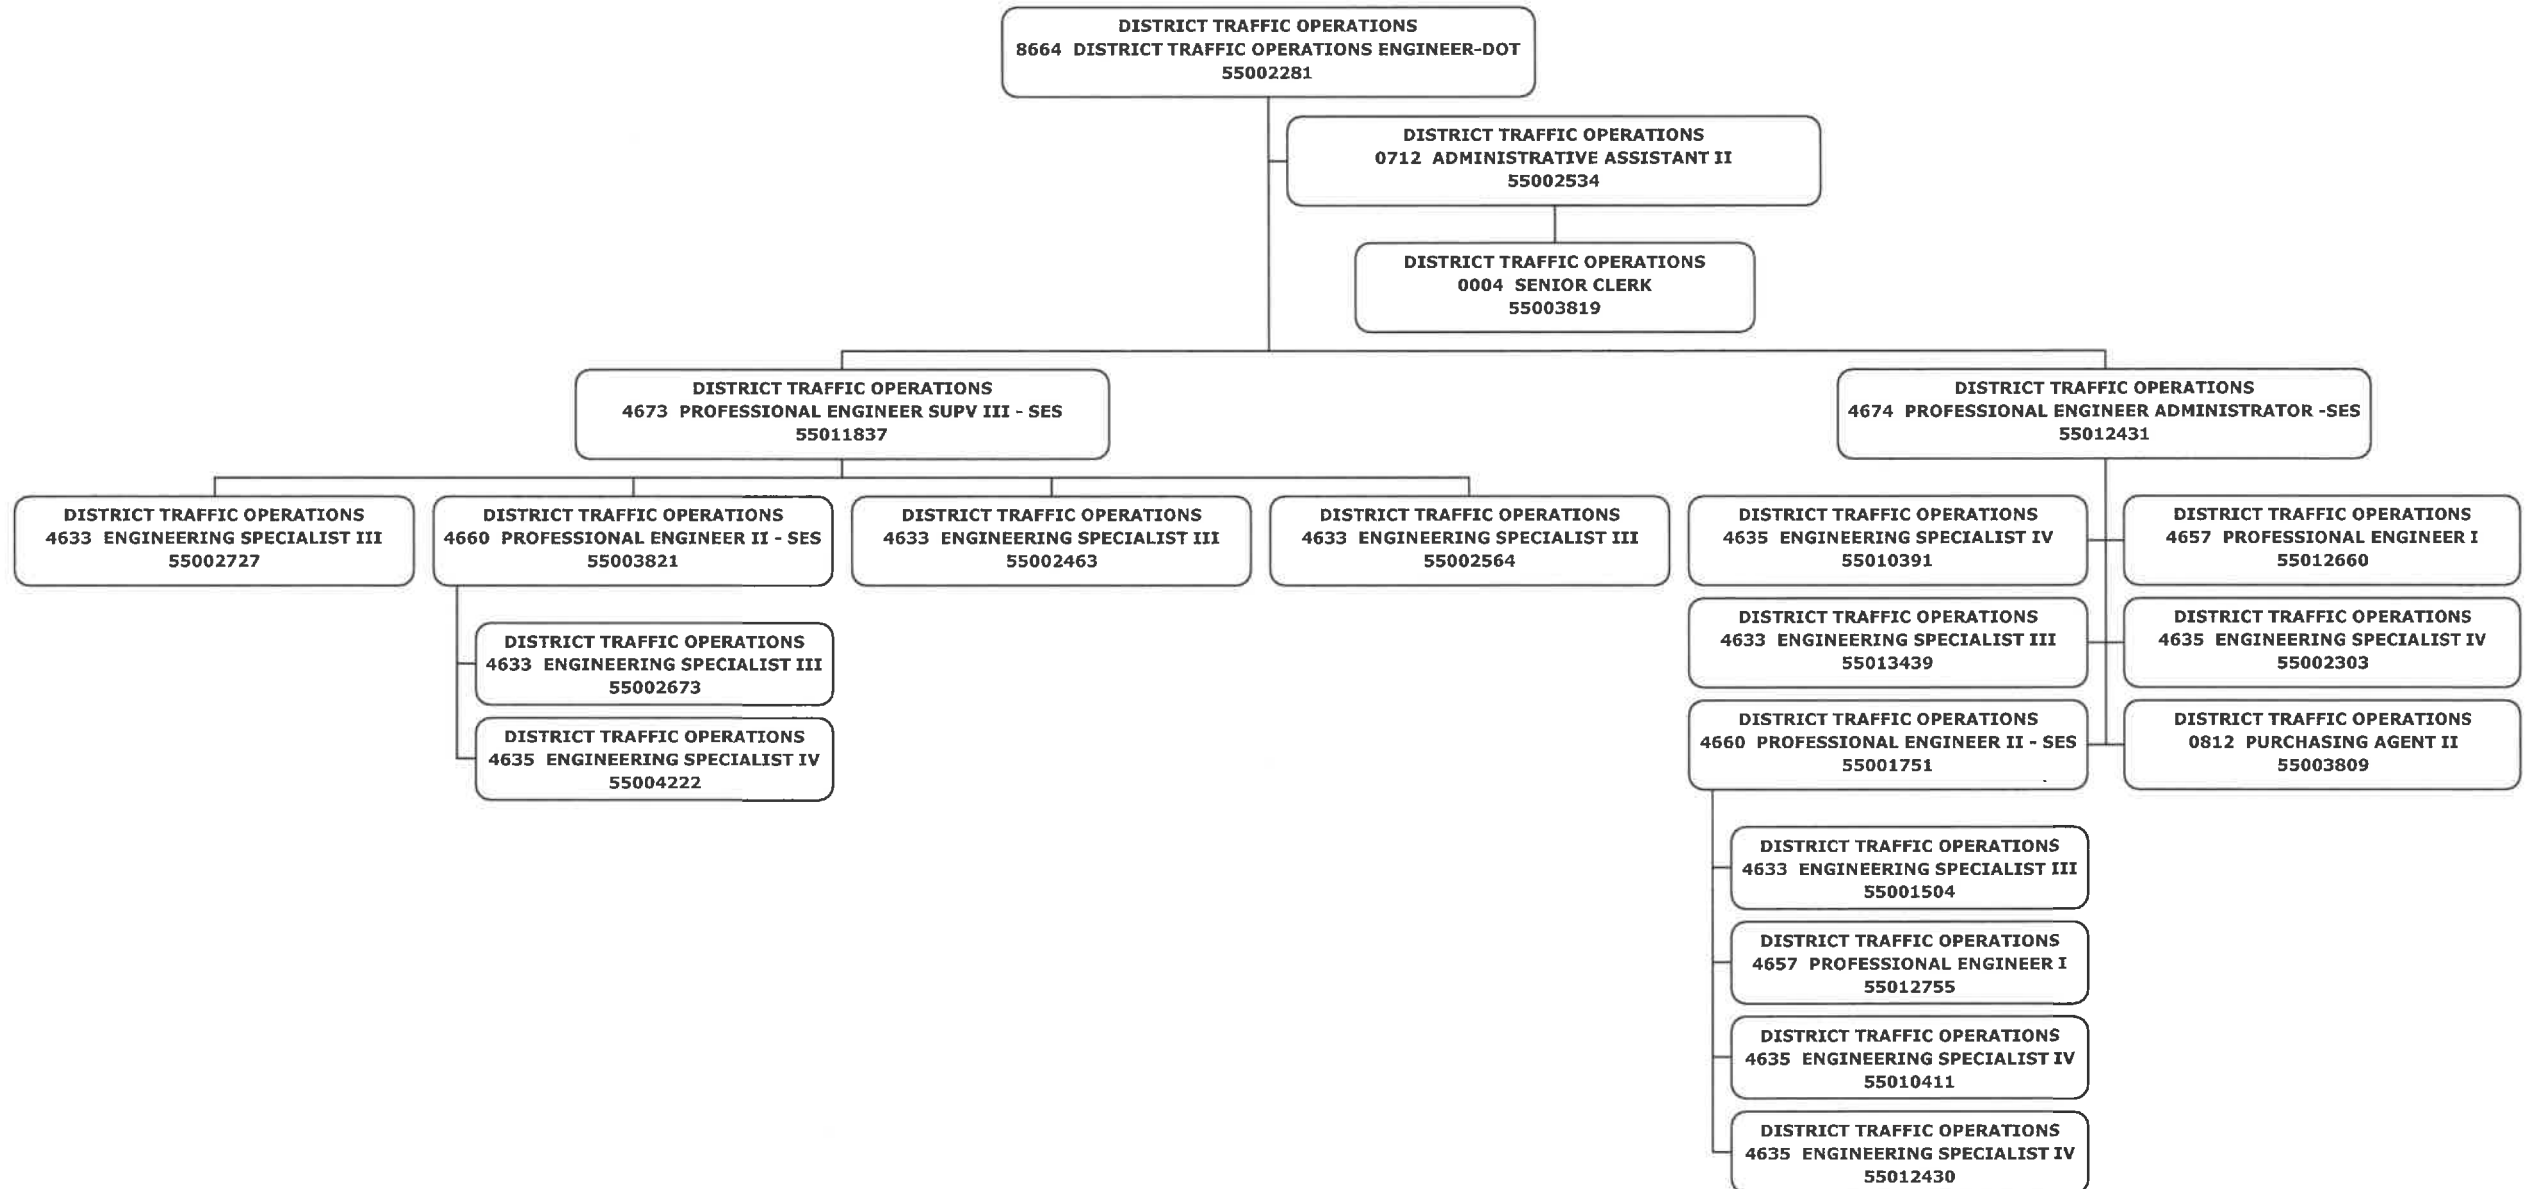 DISTRICT TRAFFIC OPERATIONS
8664 DISTRICT TRAFFIC OPERATIONS ENGINEER-DOT
55002281
DISTRICT TRAFFIC OPERATIONS
0712 ADMINISTRATIVE ASSISTANT II
55002534
DISTRICT TRAFFIC OPERATIONS
0004 SENIOR CLERK
55003819
DISTRICT TRAFFIC OPERATIONS
4673 PROFESSIONAL ENGINEER SUPV III - SES
55011837
DISTRICT TRAFFIC OPERATIONS
4674 PROFESSIONAL ENGINEER ADMINISTRATOR -SES
55012431
DISTRICT TRAFFIC OPERATIONS
4633 ENGINEERING SPECIALIST III
55002727
DISTRICT TRAFFIC OPERATIONS
4660 PROFESSIONAL ENGINEER II - SES
55003821
DISTRICT TRAFFIC OPERATIONS
4633 ENGINEERING SPECIALIST III
55002463
DISTRICT TRAFFIC OPERATIONS
4633 ENGINEERING SPECIALIST III
55002564
DISTRICT TRAFFIC OPERATIONS
4635 ENGINEERING SPECIALIST IV
55010391
DISTRICT TRAFFIC OPERATIONS
4657 PROFESSIONAL ENGINEER I
55012660
DISTRICT TRAFFIC OPERATIONS
4633 ENGINEERING SPECIALIST III
55002673
DISTRICT TRAFFIC OPERATIONS
4635 ENGINEERING SPECIALIST IV
55004222
DISTRICT TRAFFIC OPERATIONS
4633 ENGINEERING SPECIALIST III
55013439
DISTRICT TRAFFIC OPERATIONS
4635 ENGINEERING SPECIALIST IV
55002303
DISTRICT TRAFFIC OPERATIONS
4660 PROFESSIONAL ENGINEER II - SES
55001751
DISTRICT TRAFFIC OPERATIONS
0812 PURCHASING AGENT II
55003809
DISTRICT TRAFFIC OPERATIONS
4633 ENGINEERING SPECIALIST III
55001504
DISTRICT TRAFFIC OPERATIONS
4657 PROFESSIONAL ENGINEER I
55012755
DISTRICT TRAFFIC OPERATIONS
4635 ENGINEERING SPECIALIST IV
55010411
DISTRICT TRAFFIC OPERATIONS
4635 ENGINEERING SPECIALIST IV
55012430